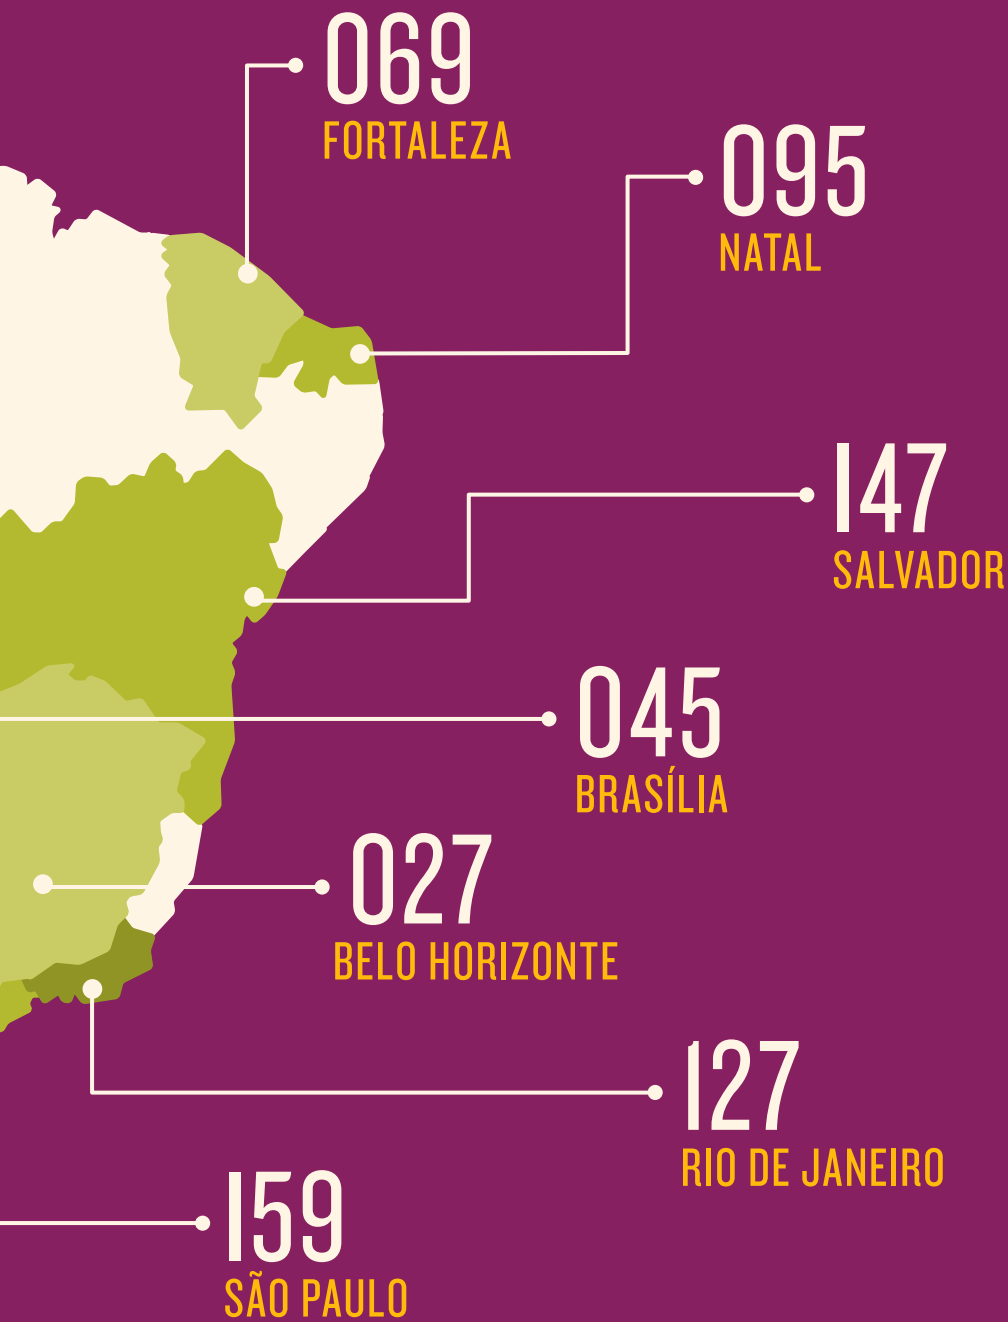 069
FORTALEZA
095
NATAL
147
SALVADOR
045
BRASÍLIA
027
BELO HORIZONTE
127
RIO DE JANEIRO
159
SÃO PAULO